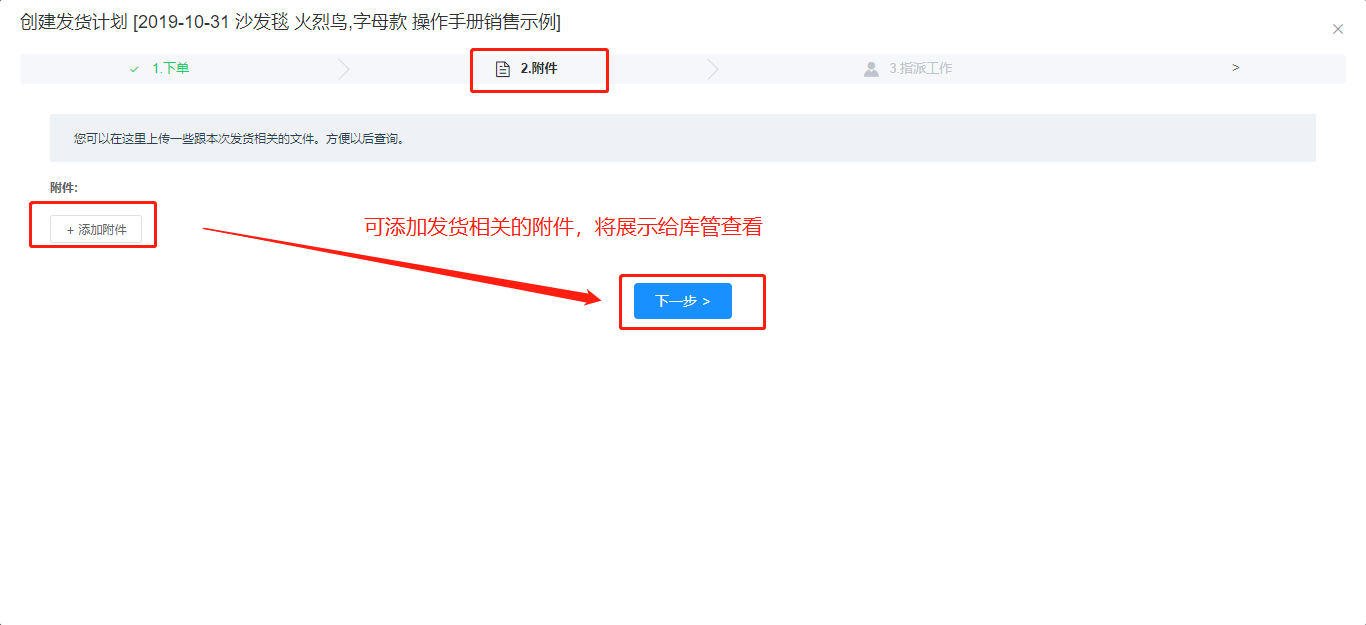 创建发货计划 [2019-10-31 沙发毯 火烈鸟,字母款 操作手册销售示例]
1.下单
2.附件
3.指派工作
>
您可以在这里上传一些跟本次发货相关的文件。方便以后查询。
附件:
+ 添加附件
可添加发货相关的附件，将展示给库管查看
下一步 >